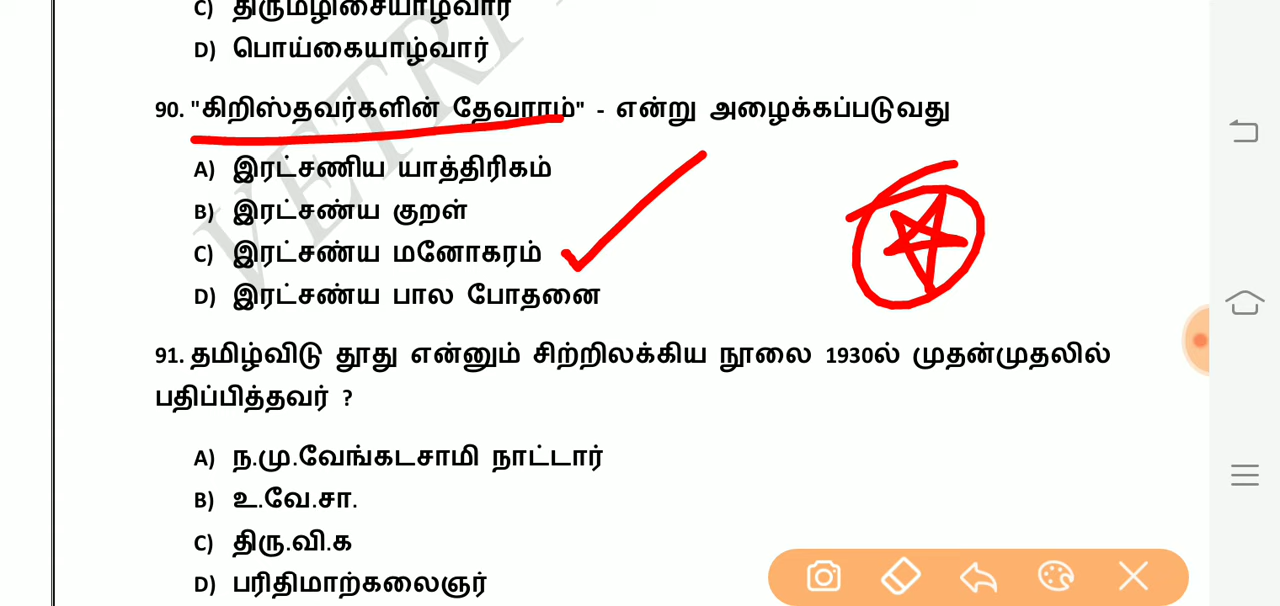 C) திருமழிசையாழ்வார்
D) பொய்கையாழ்வார்
90. "கிறிஸ்தவர்களின் தேவாரம்" - என்று அழைக்கப்படுவது
A) இரட்சணிய யாத்திரிகம்
B) இரட்சண்ய குறள்
C) இரட்சண்ய மனோகரம்
D) இரட்சண்ய பால போதனை
91. தமிழ்விடு தூது என்னும் சிற்றிலக்கிய நூலை 1930ல் முதன்முதலில்
பதிப்பித்தவர் ?
A) ந.மு.வேங்கடசாமி நாட்டார்
B) உ.வே.சா.
C) திரு.வி.க
D) பரிதிமாற்கலைஞர்
VETRI